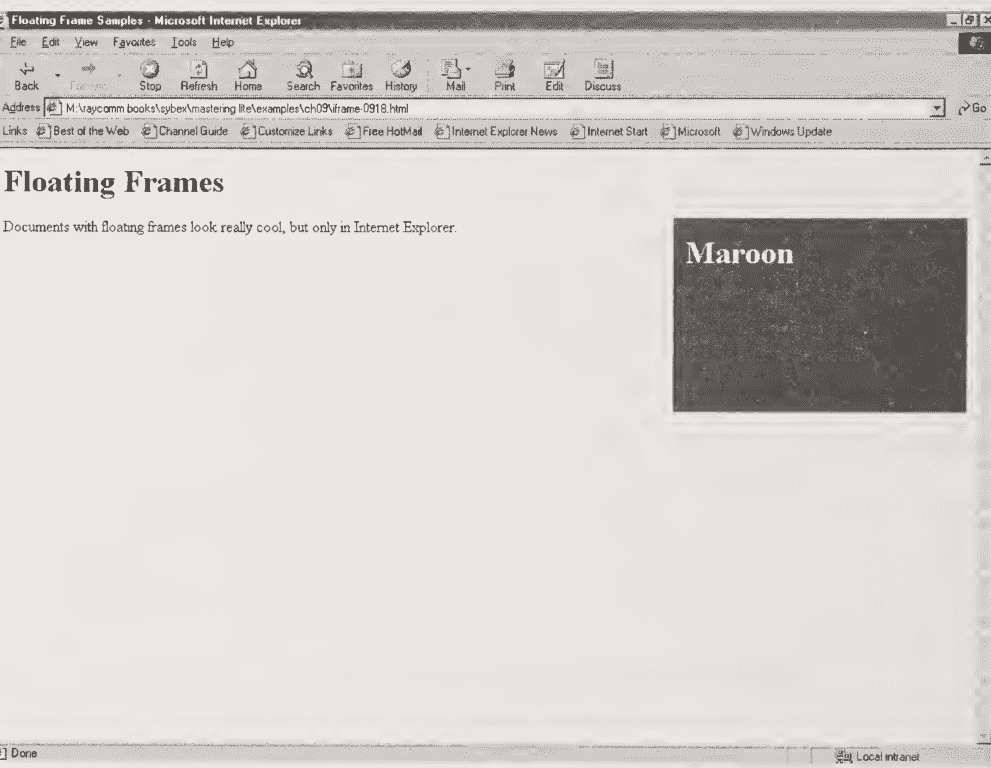 Floating Frame Samples - Microsoft Internet Explorer
File Edit View Favorites Tools Help
Back Forward Stop Refresh Home Search Favorites History Mail Print Edit Discuss
Address M:\raycomm books\sybex\mastering lite\examples\ch09\iframe-0918.html Go
Links Best of the Web Channel Guide Customize Links Free HotMail Internet Explorer News Internet Start Microsoft Windows Update
Floating Frames
Documents with floating frames look really cool, but only in Internet Explorer.
Maroon
Done Local intranet